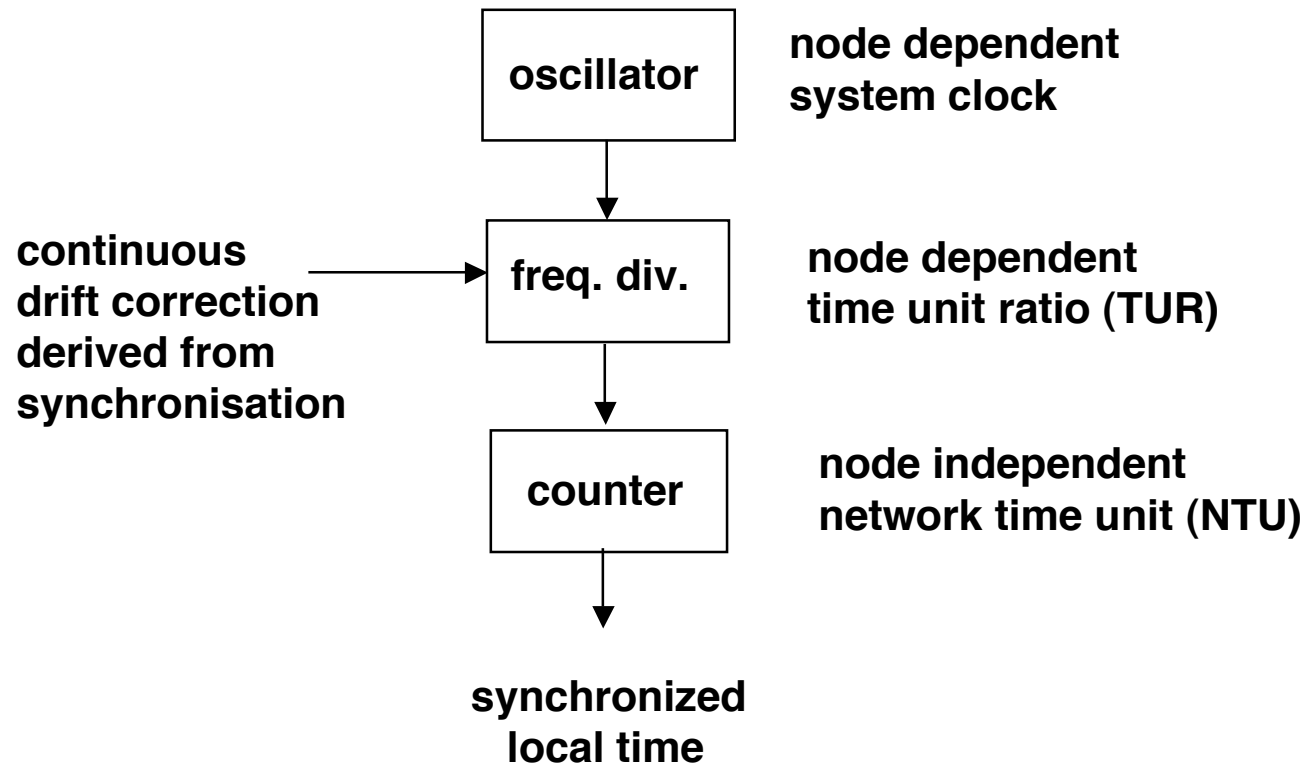 oscillator
node dependent
system clock
continuous
drift correction
derived from
synchronisation
freq. div.
node dependent
time unit ratio (TUR)
counter
node independent
network time unit (NTU)
synchronized
local time